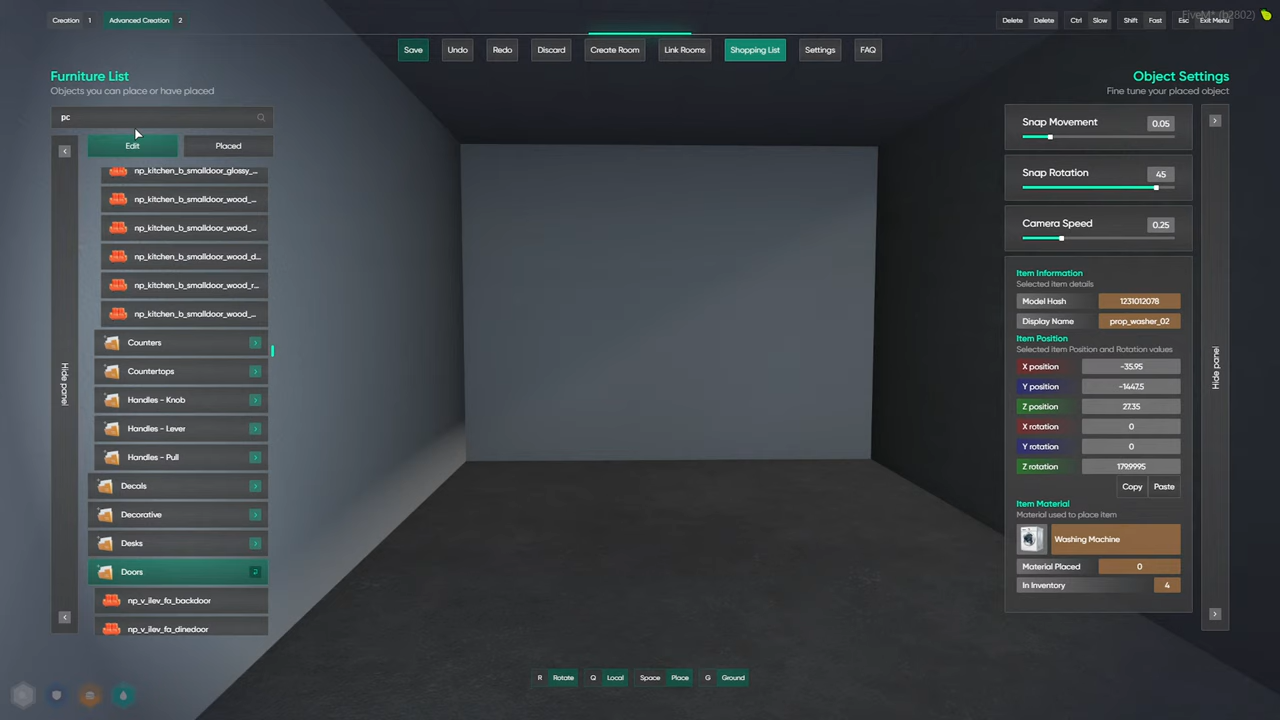 Creation 1 Advanced Creation 2
Delete Delete Ctrl Slow Shift Fast Esc Exit Menu
FiveM* (b2802)
Save Undo Redo Discard Create Room Link Rooms Shopping List Settings FAQ
Furniture List
Objects you can place or have placed
pc
Edit Placed
Hide panel
np_kitchen_b_smalldoor_glossy_...
np_kitchen_b_smalldoor_wood_...
np_kitchen_b_smalldoor_wood_...
np_kitchen_b_smalldoor_wood_d...
np_kitchen_b_smalldoor_wood_r...
np_kitchen_b_smalldoor_wood_...
Counters
Countertops
Handles - Knob
Handles - Lever
Handles - Pull
Decals
Decorative
Desks
Doors
np_v_ilev_fa_backdoor
np_v_ilev_fa_dinedoor
Object Settings
Fine tune your placed object
Snap Movement 0.05
Snap Rotation 45
Camera Speed 0.25
Item Information
Selected item details
Model Hash 1231012078
Display Name prop_washer_02
Item Position
Selected item Position and Rotation values
X position -35.95
Y position -1447.5
Z position 27.35
X rotation 0
Y rotation 0
Z rotation 179.9995
Copy Paste
Item Material
Material used to place item
Washing Machine
Material Placed 0
In Inventory 4
Hide panel
R Rotate Q Local Space Place G Ground